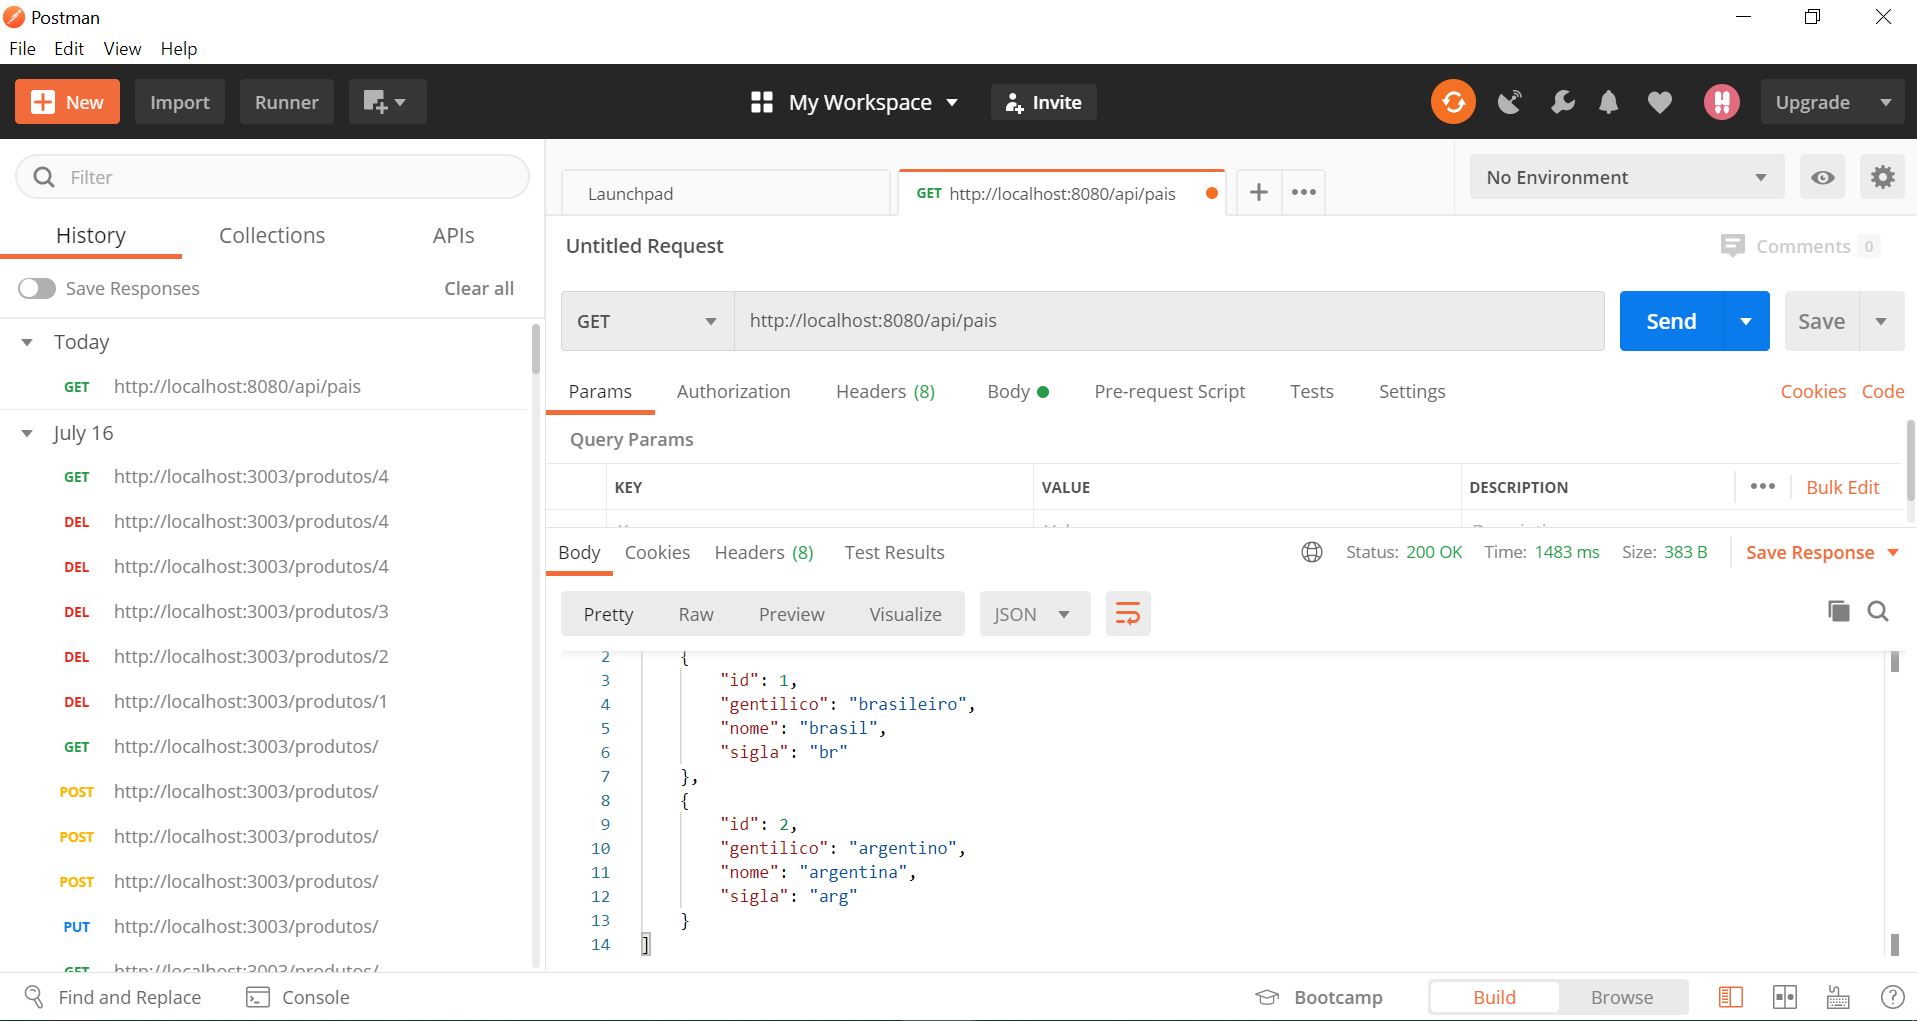 Postman
File Edit View Help
New Import Runner My Workspace Invite Upgrade
Filter
History Collections APIs
Save Responses Clear all
Today
GET http://localhost:8080/api/pais
July 16
GET http://localhost:3003/produtos/4
DEL http://localhost:3003/produtos/4
DEL http://localhost:3003/produtos/4
DEL http://localhost:3003/produtos/3
DEL http://localhost:3003/produtos/2
DEL http://localhost:3003/produtos/1
GET http://localhost:3003/produtos/
POST http://localhost:3003/produtos/
POST http://localhost:3003/produtos/
POST http://localhost:3003/produtos/
PUT http://localhost:3003/produtos/
GET http://localhost:3003/produtos/
Launchpad GET http://localhost:8080/api/pais No Environment
Untitled Request Comments 0
GET http://localhost:8080/api/pais Send Save
Params Authorization Headers (8) Body Pre-request Script Tests Settings Cookies Code
Query Params
KEY VALUE DESCRIPTION Bulk Edit
Body Cookies Headers (8) Test Results Status: 200 OK Time: 1483 ms Size: 383 B Save Response
Pretty Raw Preview Visualize JSON
2 {
3 "id": 1,
4 "gentilico": "brasileiro",
5 "nome": "brasil",
6 "sigla": "br"
7 },
8 {
9 "id": 2,
10 "gentilico": "argentino",
11 "nome": "argentina",
12 "sigla": "arg"
13 }
14 ]
Find and Replace Console Bootcamp Build Browse